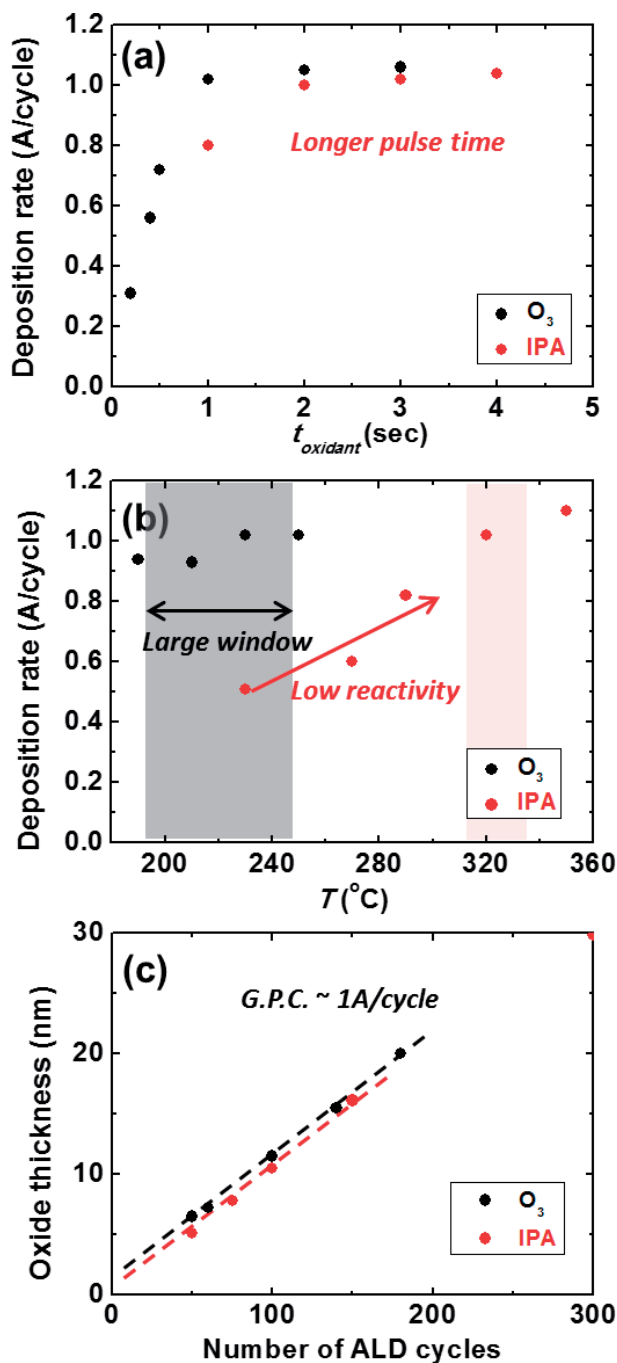 (a)
Deposition rate (A/cycle)
1.2
1.0
0.8
0.6
0.4
0.2
0.0
Longer pulse time
O3
IPA
0 1 2 3 4 5
toxidant(sec)
(b)
Deposition rate (A/cycle)
1.2
1.0
0.8
0.6
0.4
0.2
0.0
Large window
Low reactivity
O3
IPA
200 240 280 320 360
T(°C)
(c)
Oxide thickness (nm)
30
20
10
0
G.P.C. ~ 1A/cycle
O3
IPA
0 100 200 300
Number of ALD cycles